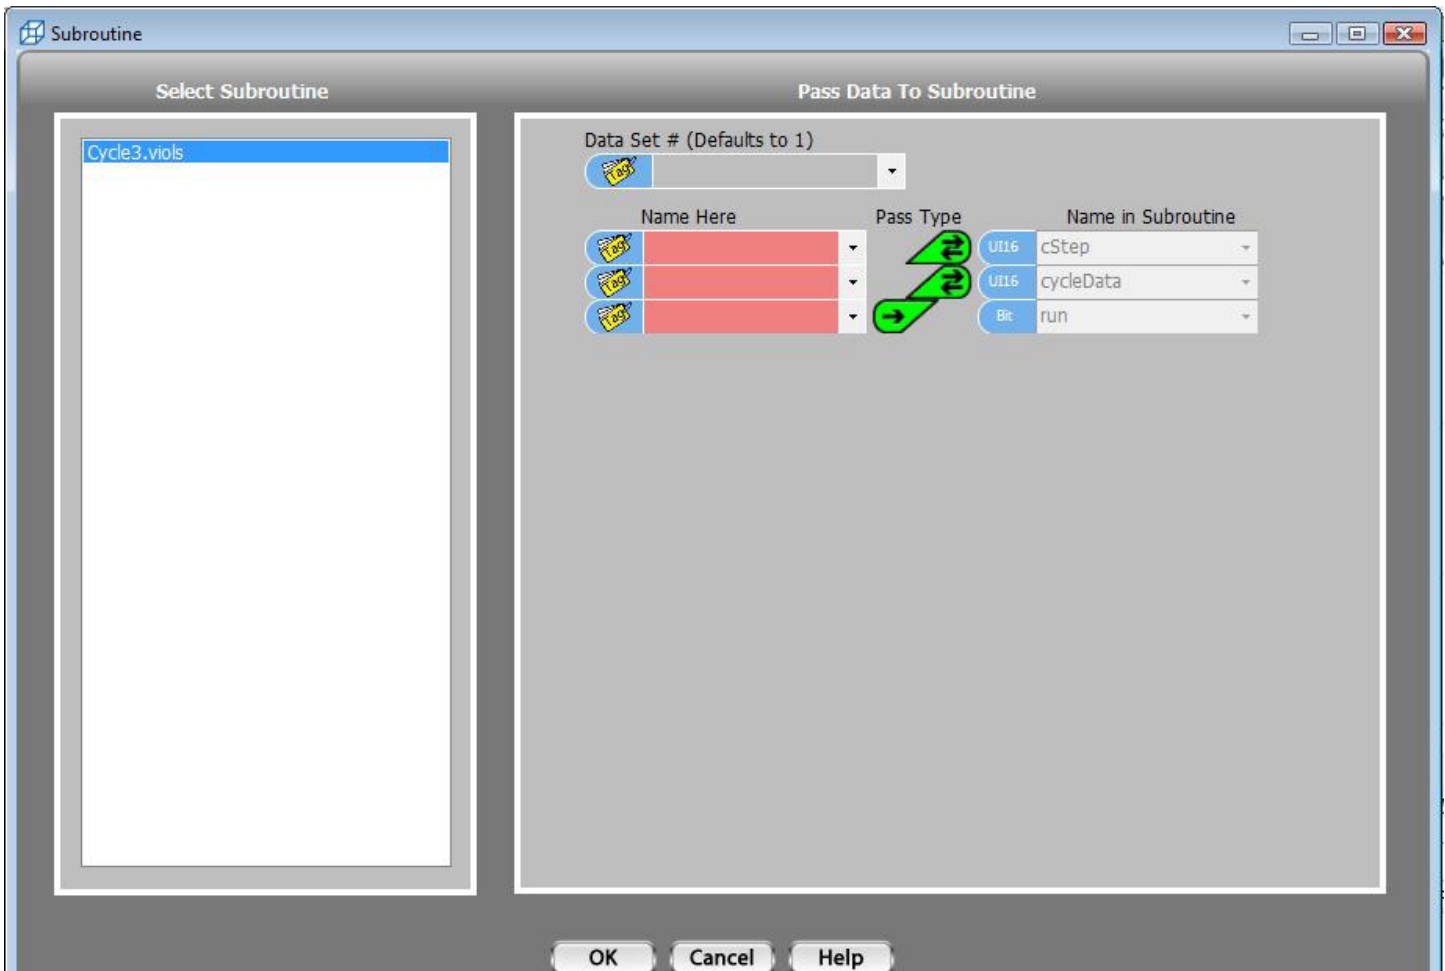 Subroutine
Select Subroutine
Pass Data To Subroutine
Cycle3.viols
Data Set # (Defaults to 1)
Tag
Name Here
Pass Type
Name in Subroutine
Tag
UI16
cStep
Tag
UI16
cycleData
Tag
Bit
run
OK
Cancel
Help